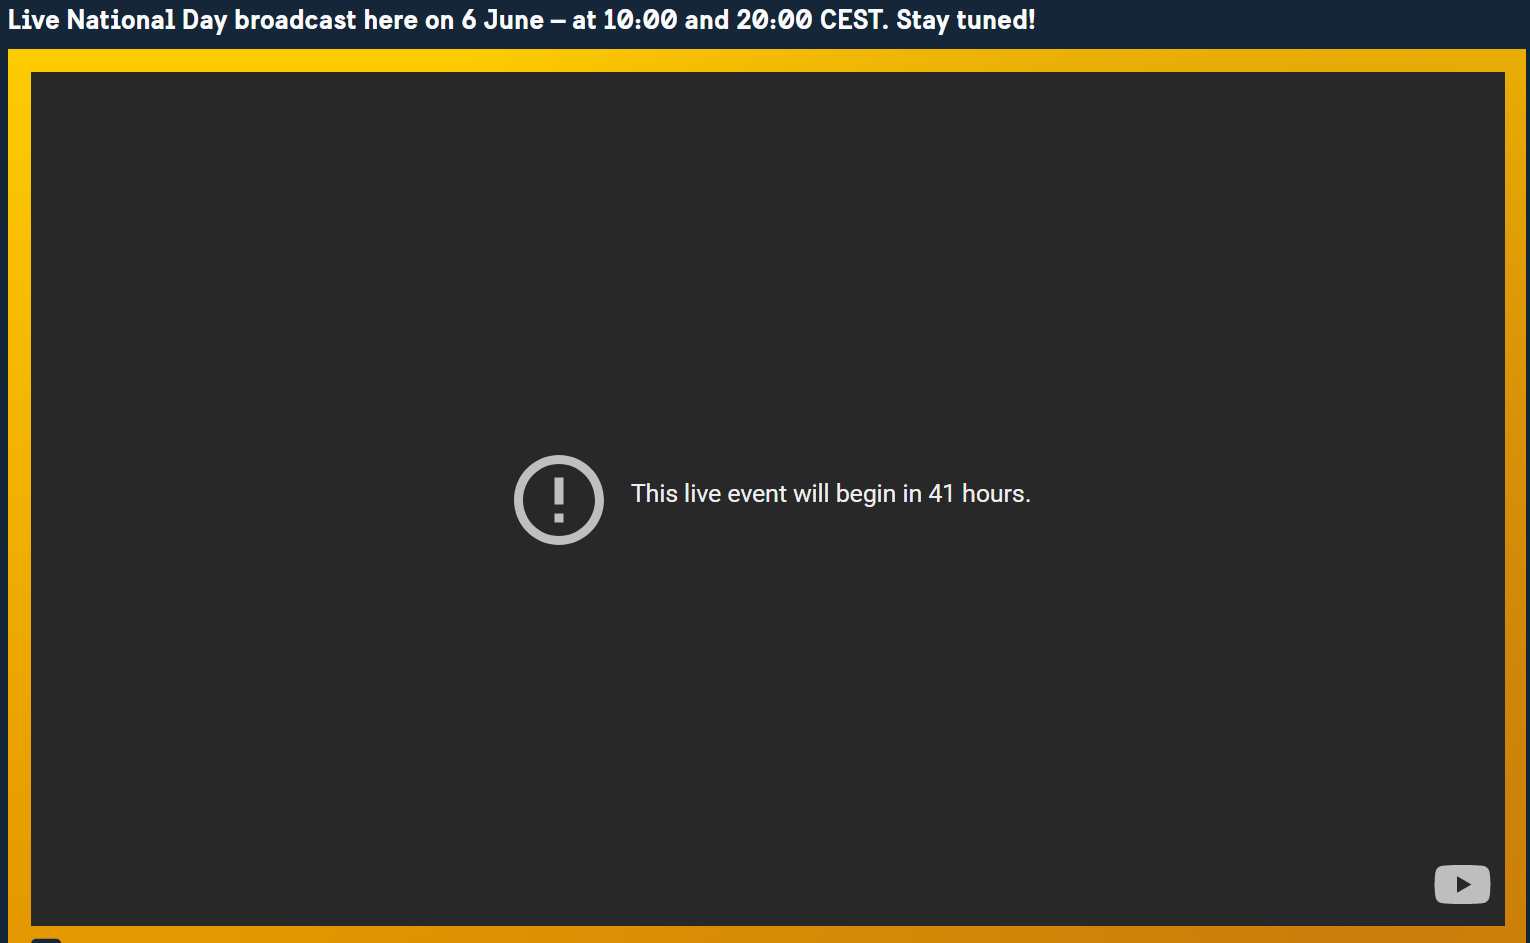 Live National Day broadcast here on 6 June – at 10:00 and 20:00 CEST. Stay tuned!
This live event will begin in 41 hours.